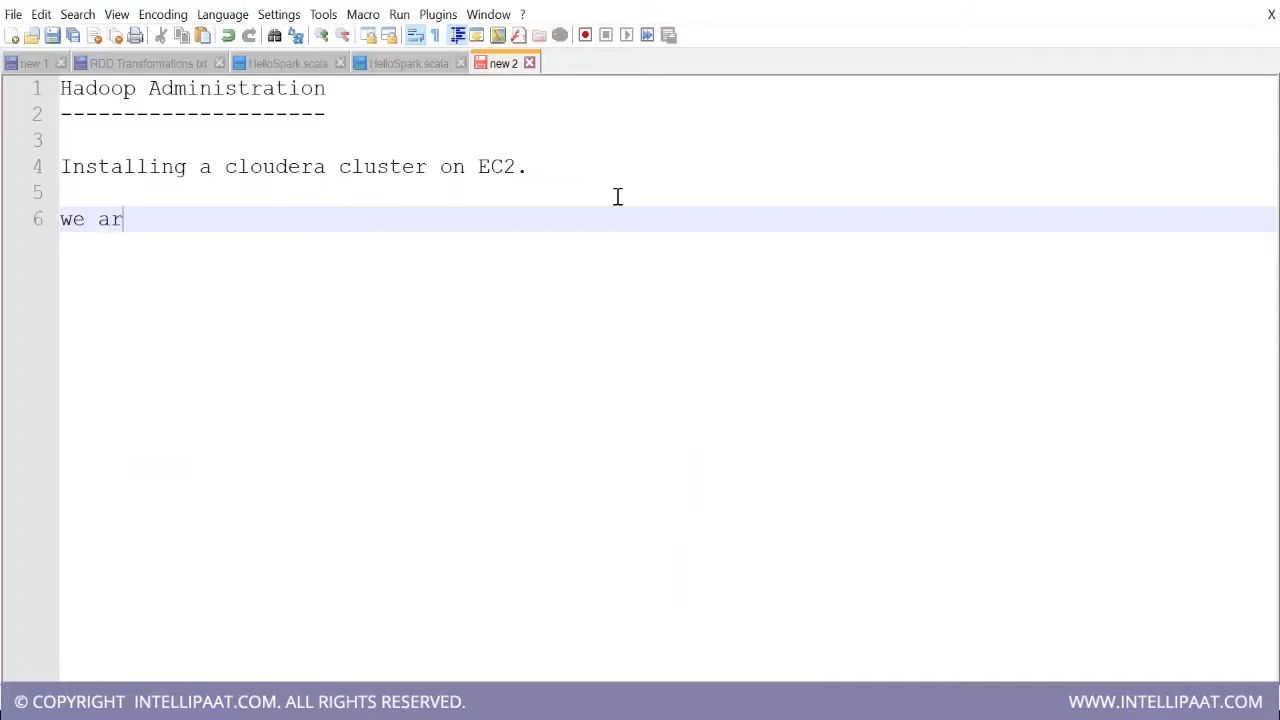 File Edit Search View Encoding Language Settings Tools Macro Run Plugins Window ? X
new 1 RDD Transformations.txt HelloSpark.scala HelloSpark.scala new 2
1 Hadoop Administration
2 ---------------------
3
4 Installing a cloudera cluster on EC2.
5
6 we ar
© COPYRIGHT INTELLIPAAT.COM. ALL RIGHTS RESERVED. WWW.INTELLIPAAT.COM